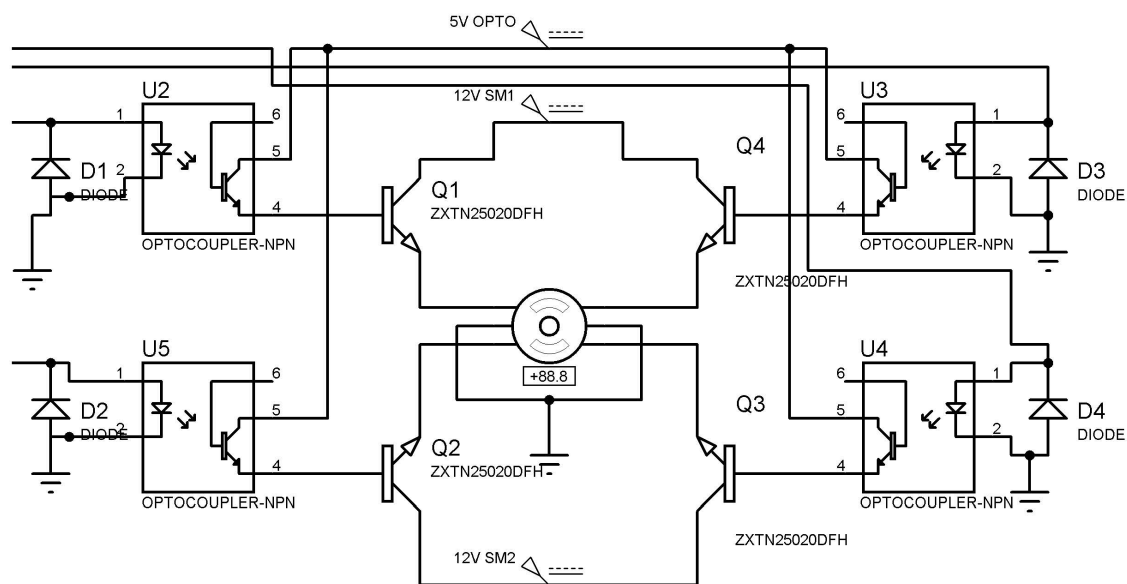 5V OPTO
12V SM1
U2
1
2
6
5
4
D1
DIODE
OPTOCOUPLER-NPN
Q1
ZXTN25020DFH
Q4
ZXTN25020DFH
U3
6
5
4
1
2
D3
DIODE
OPTOCOUPLER-NPN
+88.8
U5
1
2
6
5
4
D2
DIODE
OPTOCOUPLER-NPN
Q2
ZXTN25020DFH
Q3
ZXTN25020DFH
U4
6
5
4
1
2
D4
DIODE
OPTOCOUPLER-NPN
12V SM2